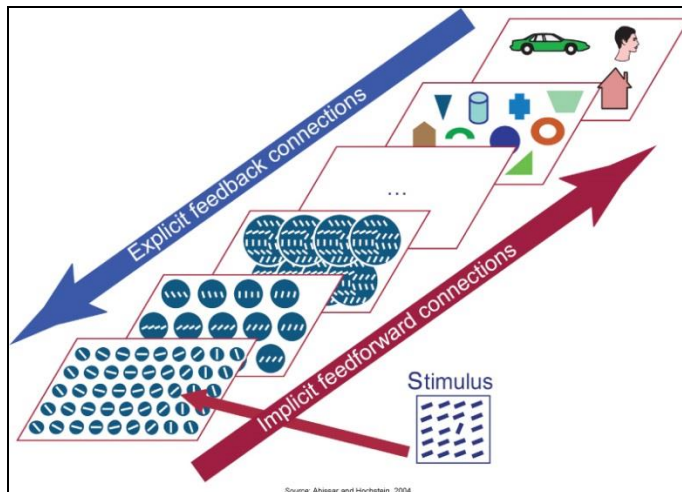 Explicit feedback connections
...
Implicit feedforward connections
Stimulus
Source: Ahissar and Hochstein, 2004